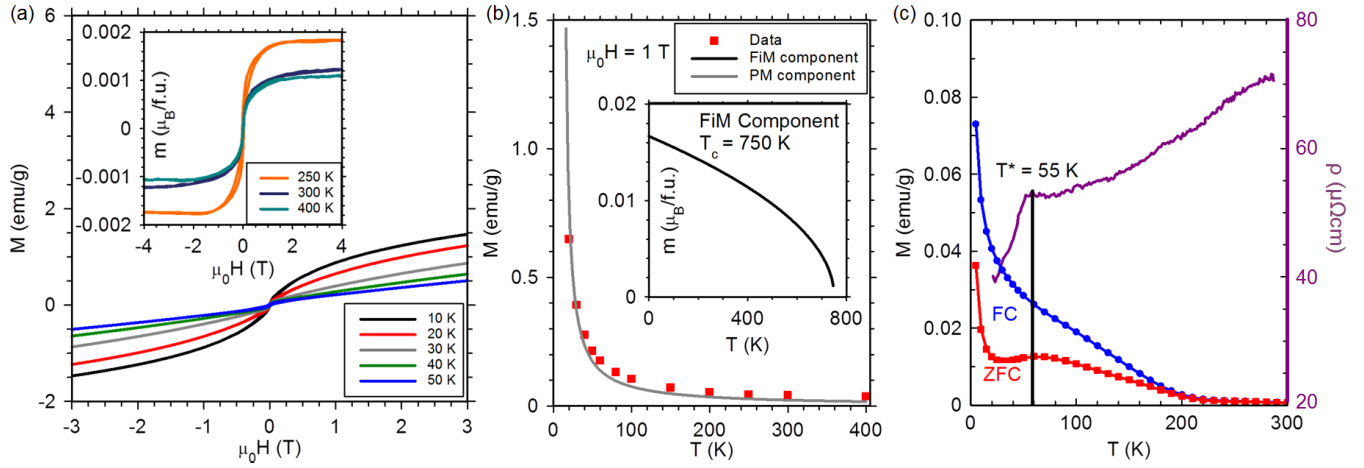 (a)
6
5
4
3
2
1
0
-1
-2
M (emu/g)
-3 -2 -1 0 1 2 3
μ₀H (T)
0.002
0.001
0
-0.001
-0.002
m (μB/f.u.)
-4 -2 0 2 4
μ₀H (T)
250 K
300 K
400 K
10 K
20 K
30 K
40 K
50 K
(b)
1.5
1.0
0.5
0
M (emu/g)
0 50 100 150 200 250 300 350 400
T (K)
μ₀H = 1 T
Data
FiM component
PM component
0.02
0.01
0
m (μB/f.u.)
0 400 800
T (K)
FiM Component
Tc = 750 K
(c)
0.10
0.08
0.06
0.04
0.02
0
M (emu/g)
0 100 200 300
T (K)
T* = 55 K
FC
ZFC
80
60
40
20
ρ (μΩcm)